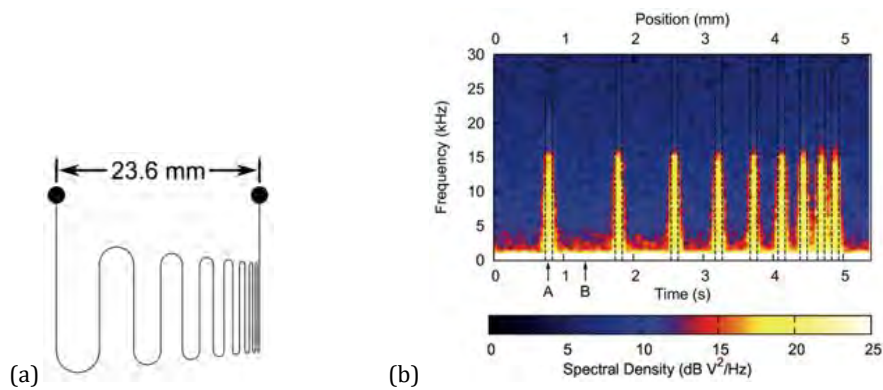 23.6 mm
(a)
Position (mm)
0 1 2 3 4 5
30
25
20
15
10
5
0
Frequency (kHz)
0 1 2 3 4 5
A B
Time (s)
0 5 10 15 20 25
Spectral Density (dB V²/Hz)
(b)